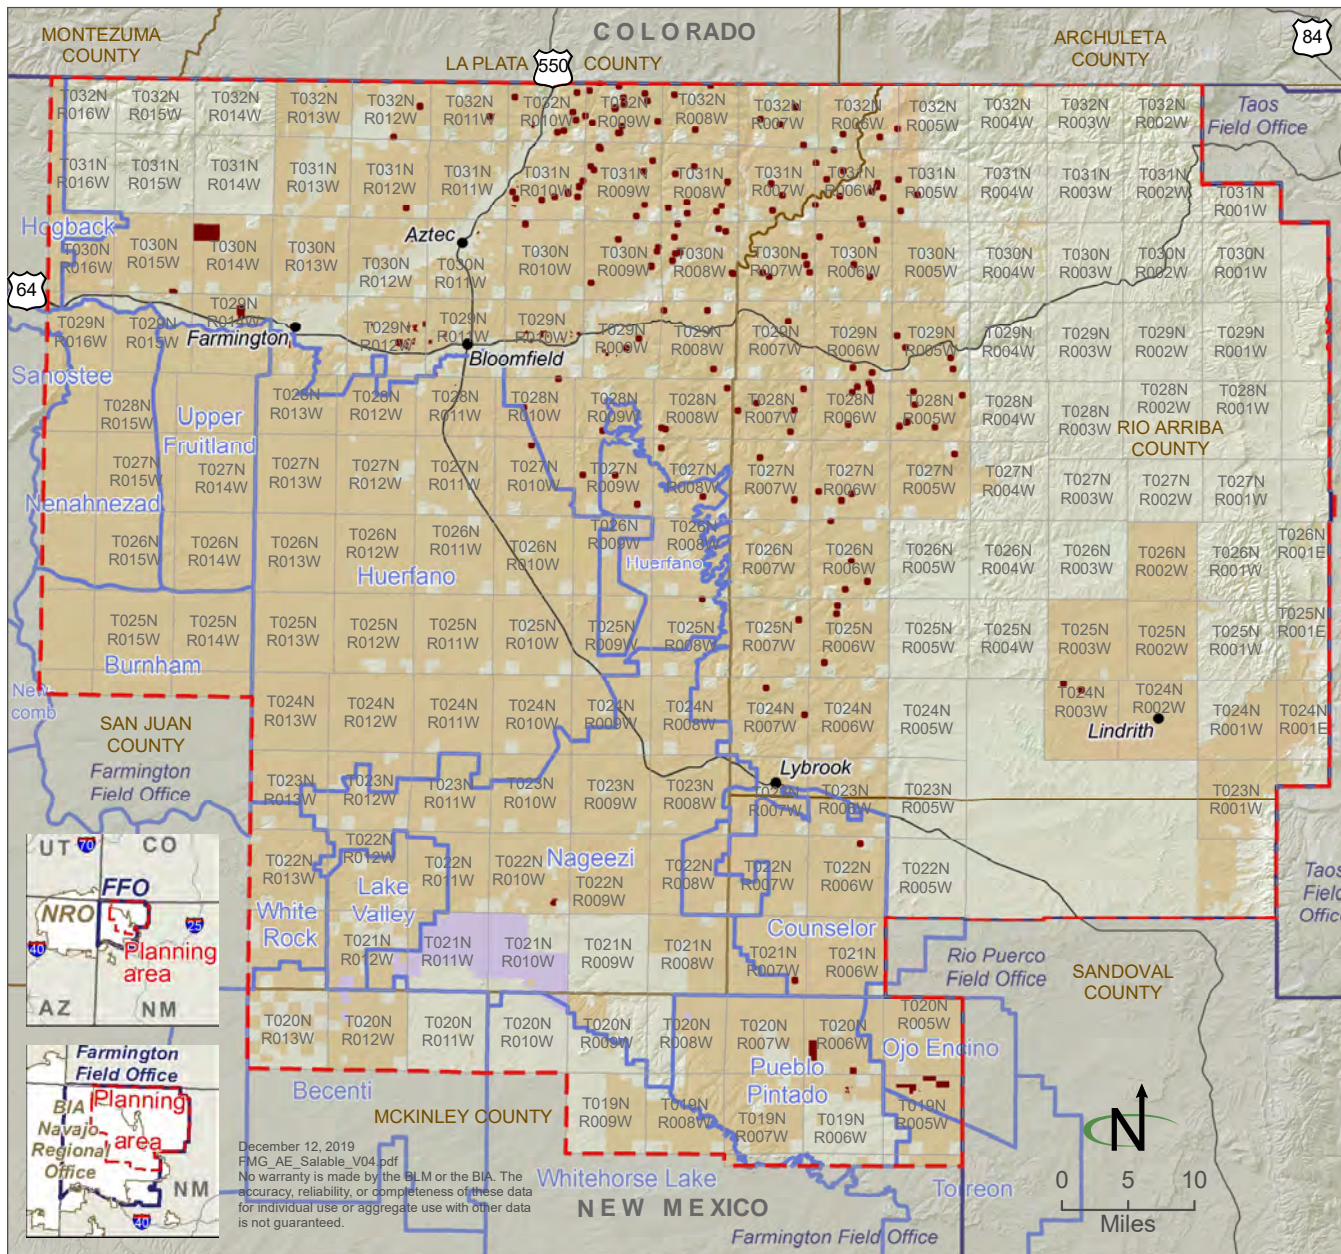 COLORADO
MONTEZUMA
COUNTY
LA PLATA
550
COUNTY
ARCHULETA
COUNTY
84
T032N
R016W
T032N
R015W
T032N
R014W
T032N
R013W
T032N
R012W
T032N
R011W
T032N
R010W
T032N
R009W
T032N
R008W
T032N
R007W
T032N
R006W
T032N
R005W
T032N
R004W
T032N
R003W
T032N
R002W
Taos
Field Office
T031N
R016W
T031N
R015W
T031N
R014W
T031N
R013W
T031N
R012W
T031N
R011W
T031N
R010W
T031N
R009W
T031N
R008W
T031N
R007W
T031N
R006W
T031N
R005W
T031N
R004W
T031N
R003W
T031N
R002W
T031N
R001W
Hogback
Aztec
T030N
R016W
T030N
R015W
T030N
R014W
T030N
R013W
T030N
R012W
T030N
R011W
T030N
R010W
T030N
R009W
T030N
R008W
T030N
R007W
T030N
R006W
T030N
R005W
T030N
R004W
T030N
R003W
T030N
R002W
T030N
R001W
64
T029N
R016W
T029N
R015W
T029N
R014W
Farmington
T029N
R012W
T029N
R011W
Bloomfield
T029N
R010W
T029N
R009W
T029N
R008W
T029N
R007W
T029N
R006W
T029N
R005W
T029N
R004W
T029N
R003W
T029N
R002W
T029N
R001W
Sanostee
T028N
R015W
Upper
Fruitland
T028N
R013W
T028N
R012W
T028N
R011W
T028N
R010W
T028N
R009W
T028N
R008W
T028N
R007W
T028N
R006W
T028N
R005W
T028N
R004W
T028N
R003W
T028N
R002W
T028N
R001W
RIO ARRIBA
COUNTY
T027N
R015W
T027N
R014W
T027N
R013W
T027N
R012W
T027N
R011W
T027N
R010W
T027N
R009W
T027N
R008W
T027N
R007W
T027N
R006W
T027N
R005W
T027N
R004W
T027N
R003W
T027N
R002W
T027N
R001W
Nenahnezad
T026N
R015W
T026N
R014W
T026N
R013W
T026N
R012W
T026N
R011W
T026N
R010W
T026N
R009W
T026N
R008W
T026N
R007W
T026N
R006W
T026N
R005W
T026N
R004W
T026N
R003W
T026N
R002W
T026N
R001W
T026N
R001E
Huerfano
Huerfano
T025N
R015W
T025N
R014W
T025N
R013W
T025N
R012W
T025N
R011W
T025N
R010W
T025N
R009W
T025N
R008W
T025N
R007W
T025N
R006W
T025N
R005W
T025N
R004W
T025N
R003W
T025N
R002W
T025N
R001W
T025N
R001E
Burnham
New
comb
T024N
R013W
T024N
R012W
T024N
R011W
T024N
R010W
T024N
R009W
T024N
R008W
T024N
R007W
T024N
R006W
T024N
R005W
T024N
R003W
T024N
R002W
T024N
R001W
T024N
R001E
Lindrith
SAN JUAN
COUNTY
Farmington
Field Office
Lybrook
T023N
R013W
T023N
R012W
T023N
R011W
T023N
R010W
T023N
R009W
T023N
R008W
T023N
R007W
T023N
R006W
T023N
R005W
T023N
R001W
T022N
R013W
T022N
R012W
T022N
R011W
T022N
R010W
Nageezi
T022N
R009W
T022N
R008W
T022N
R007W
T022N
R006W
T022N
R005W
Lake
Valley
White
Rock
Counselor
Taos
Field
Office
T021N
R012W
T021N
R011W
T021N
R010W
T021N
R009W
T021N
R008W
T021N
R007W
T021N
R006W
Rio Puerco
Field Office
SANDOVAL
COUNTY
T020N
R013W
T020N
R012W
T020N
R011W
T020N
R010W
T020N
R009W
T020N
R008W
T020N
R007W
T020N
R006W
T020N
R005W
Pueblo
Pintado
Ojo Encino
Becenti
MCKINLEY COUNTY
T019N
R009W
T019N
R008W
T019N
R007W
T019N
R006W
T019N
R005W
Whitehorse Lake
NEW MEXICO
Torreon
Farmington Field Office
UT
70
CO
FFO
NRO
25
40
Planning
area
AZ
NM
Farmington
Field Office
Planning
area
BIA
Navajo
Regional
Office
NM
40
December 12, 2019
FMG_AE_Salable_V04.pdf
No warranty is made by the BLM or the BIA. The
accuracy, reliability, or completeness of these data
for individual use or aggregate use with other data
is not guaranteed.
N
0 5 10
Miles